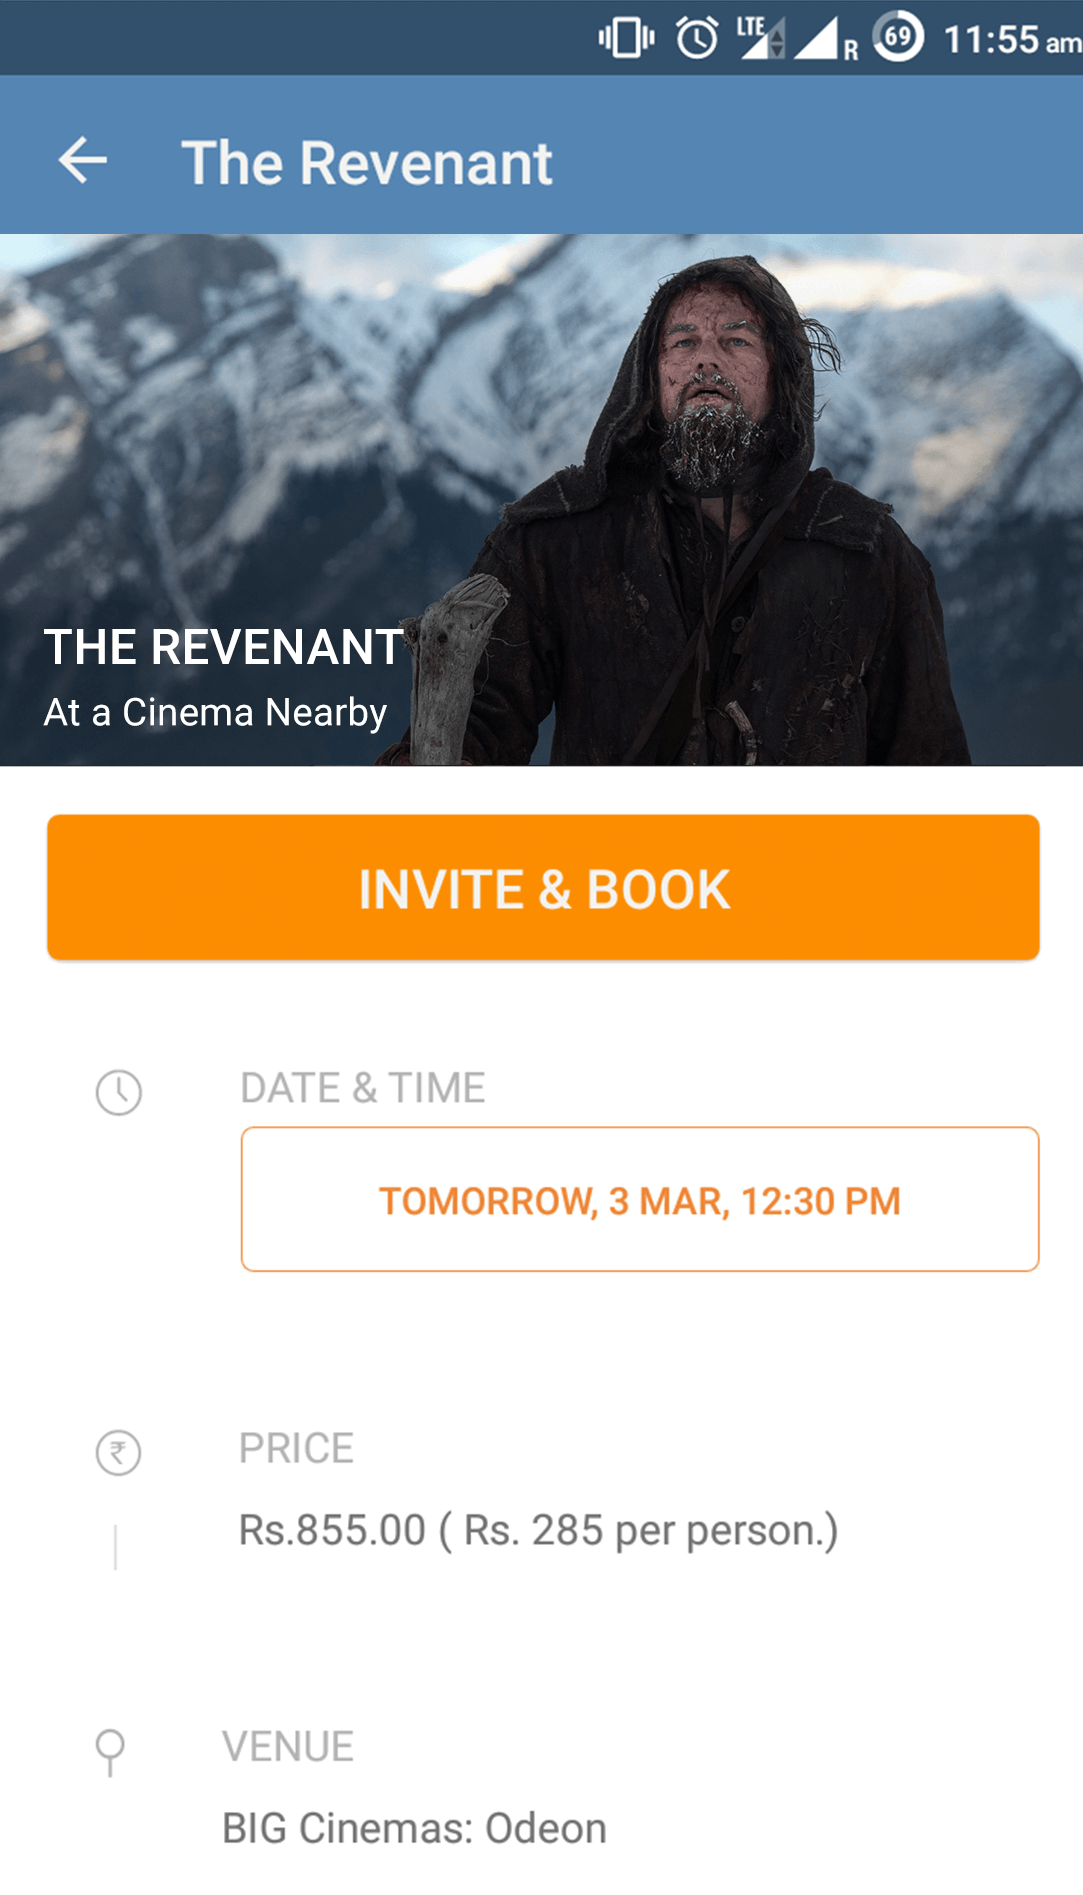 LTE R 69 11:55 am
The Revenant
THE REVENANT
At a Cinema Nearby
INVITE & BOOK
DATE & TIME
TOMORROW, 3 MAR, 12:30 PM
₹ PRICE
Rs.855.00 ( Rs. 285 per person.)
VENUE
BIG Cinemas: Odeon